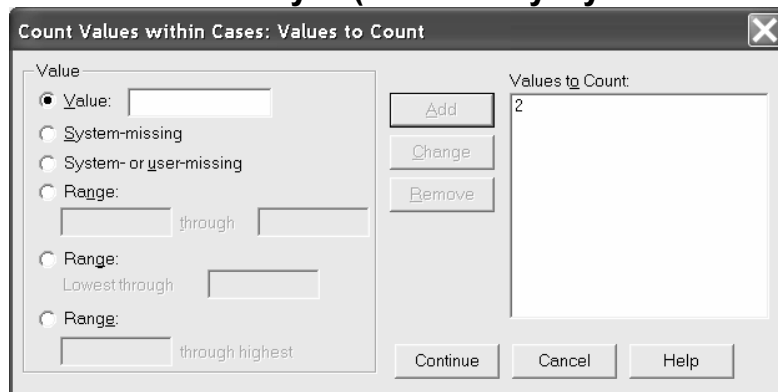 Count Values within Cases: Values to Count
Value
Value:
System-missing
System- or user-missing
Range:
through
Range:
Lowest through
Range:
through highest
Add
Change
Remove
Values to Count:
2
Continue
Cancel
Help